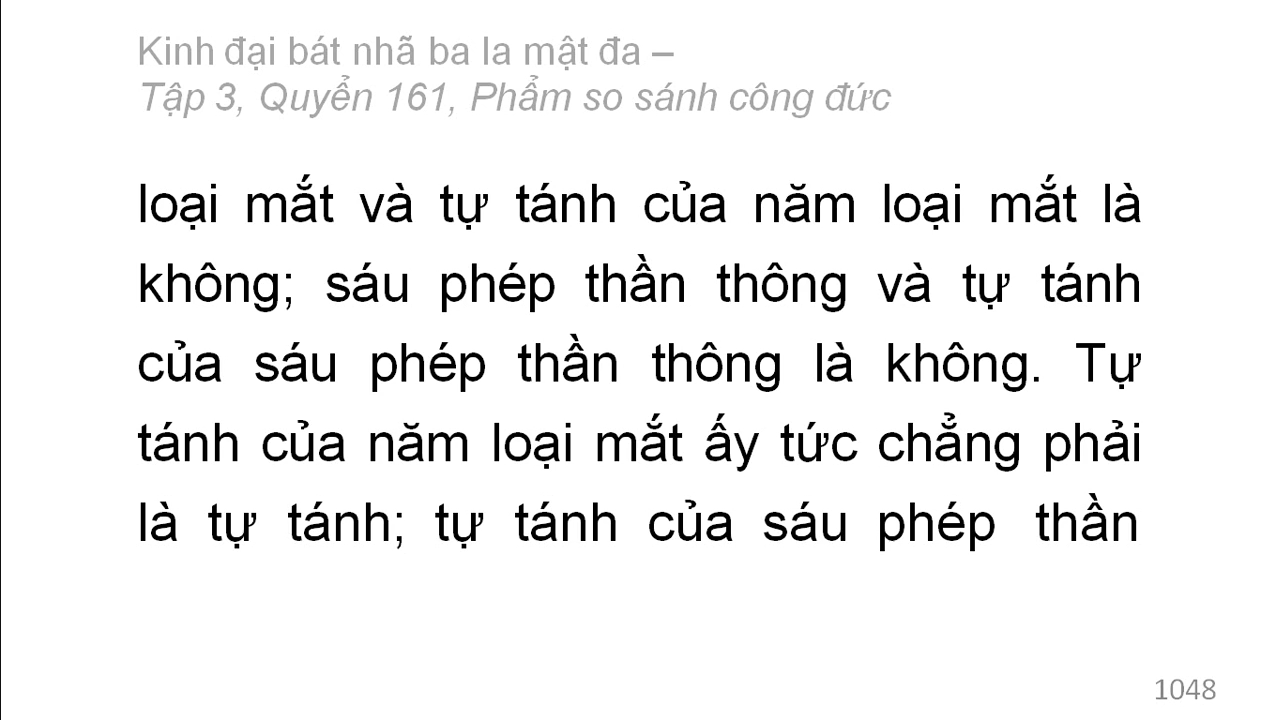 Kinh đại bát nhã ba la mật đa –
Tập 3, Quyển 161, Phẩm so sánh công đức
loại mắt và tự tánh của năm loại mắt là
không; sáu phép thần thông và tự tánh
của sáu phép thần thông là không. Tự
tánh của năm loại mắt ấy tức chẳng phải
là tự tánh; tự tánh của sáu phép thần
1048